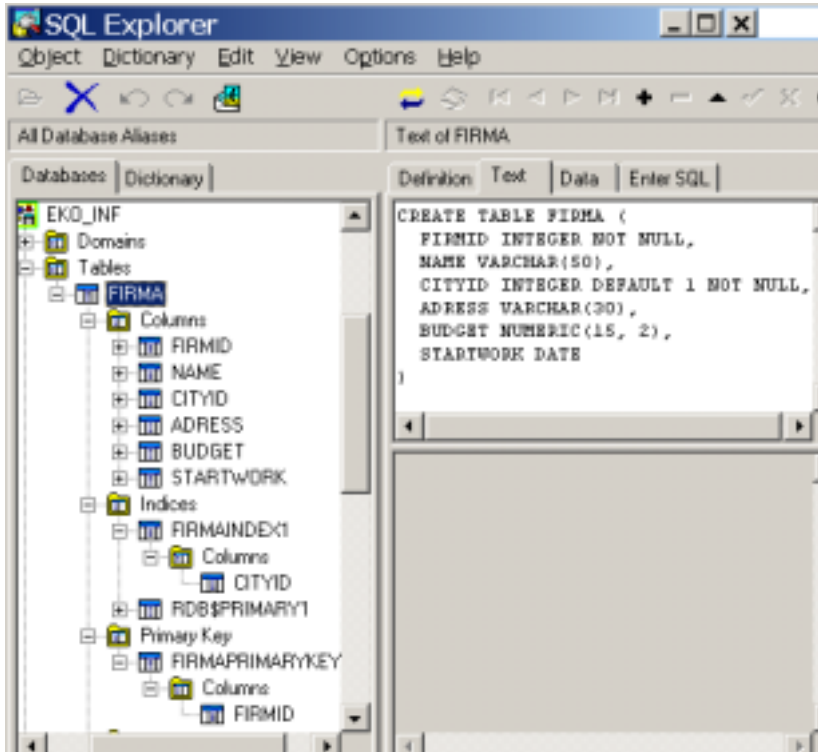 SQL Explorer
Object Dictionary Edit View Options Help
All Database Aliases
Text of FIRMA
Databases Dictionary
Definition Text Data Enter SQL
EKO_INF
Domains
Tables
FIRMA
Columns
FIRMID
NAME
CITYID
ADRESS
BUDGET
STARTWORK
Indices
FIRMAINDEX1
Columns
CITYID
RDB$PRIMARY1
Primary Key
FIRMAPRIMARYKEY
Columns
FIRMID
CREATE TABLE FIRMA (
FIRMID INTEGER NOT NULL,
NAME VARCHAR(50),
CITYID INTEGER DEFAULT 1 NOT NULL,
ADRESS VARCHAR(30),
BUDGET NUMERIC(15, 2),
STARTWORK DATE
)